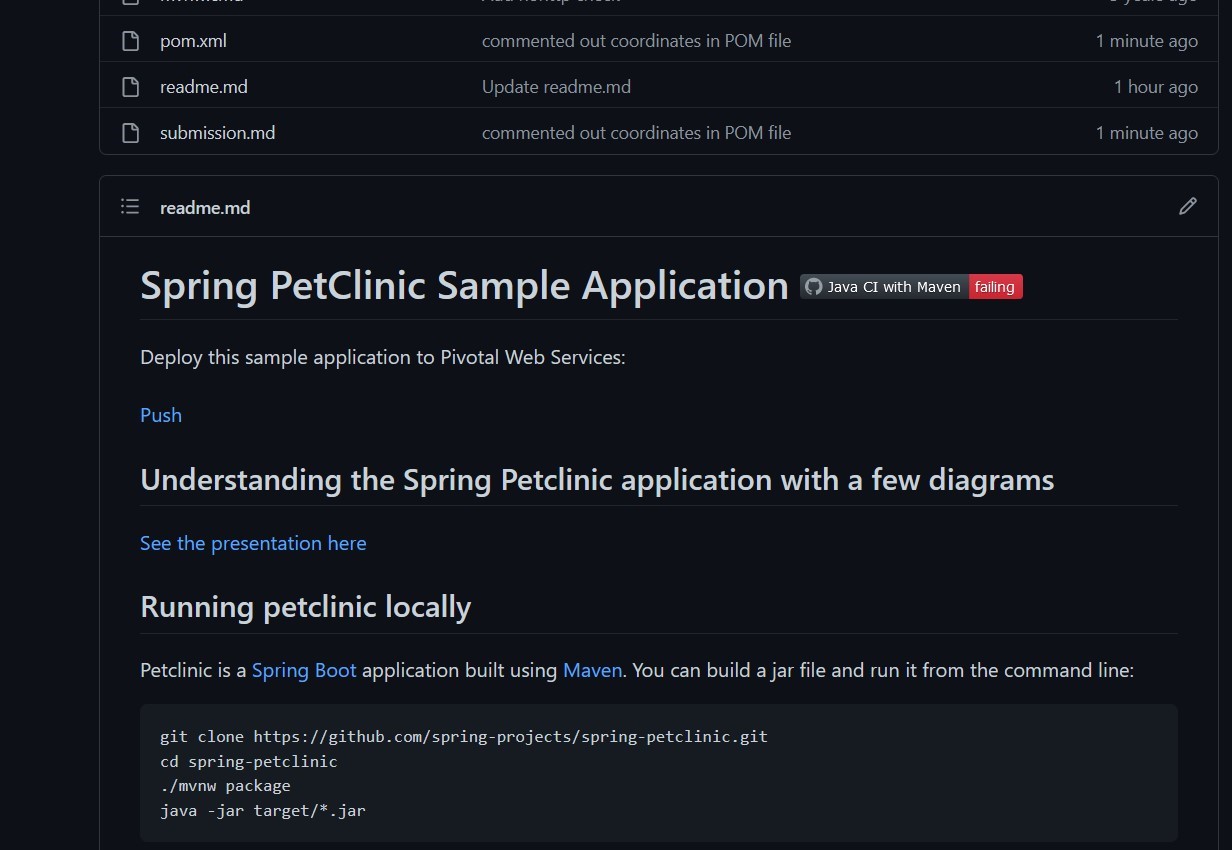 pom.xml commented out coordinates in POM file 1 minute ago
readme.md Update readme.md 1 hour ago
submission.md commented out coordinates in POM file 1 minute ago
readme.md
Spring PetClinic Sample Application Java CI with Maven failing
Deploy this sample application to Pivotal Web Services:
Push
Understanding the Spring Petclinic application with a few diagrams
See the presentation here
Running petclinic locally
Petclinic is a Spring Boot application built using Maven. You can build a jar file and run it from the command line:
git clone https://github.com/spring-projects/spring-petclinic.git
cd spring-petclinic
./mvnw package
java -jar target/*.jar